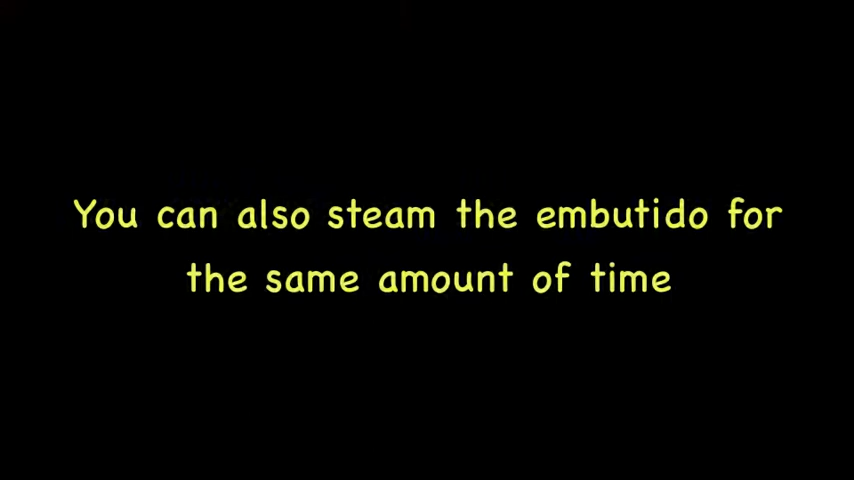 You can also steam the embutido for
the same amount of time